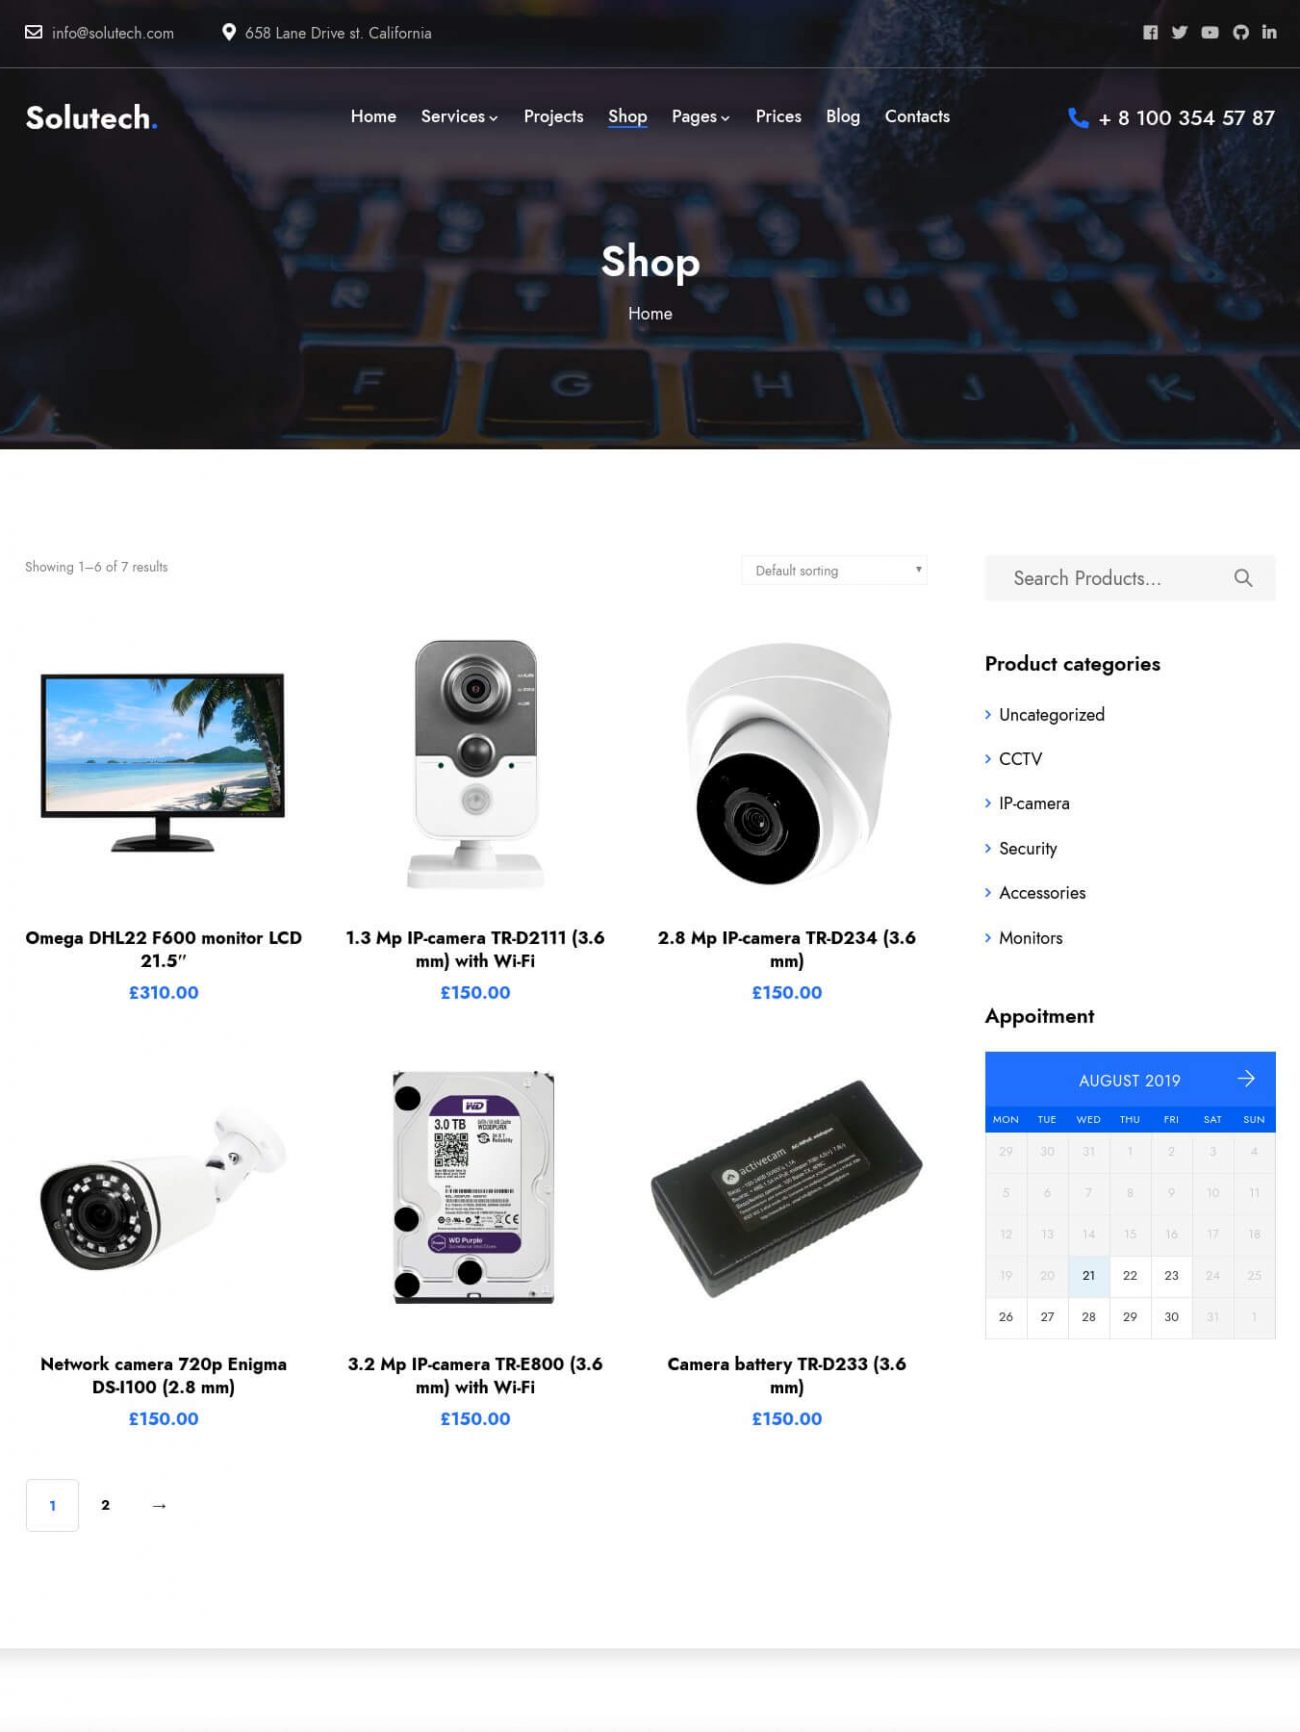 info@solutech.com
658 Lane Drive st. California
Solutech.
Home
Services
Projects
Shop
Pages
Prices
Blog
Contacts
+ 8 100 354 57 87
R T Y U
F G H J K
Shop
Home
Showing 1–6 of 7 results
Default sorting
Search Products...
Product categories
Uncategorized
CCTV
IP-camera
Security
Accessories
Monitors
Appoitment
AUGUST 2019
MON TUE WED THU FRI SAT SUN
29 30 31 1 2 3 4
5 6 7 8 9 10 11
12 13 14 15 16 17 18
19 20 21 22 23 24 25
26 27 28 29 30 31 1
Omega DHL22 F600 monitor LCD
21.5″
£310.00
1.3 Mp IP-camera TR-D2111 (3.6
mm) with Wi-Fi
£150.00
2.8 Mp IP-camera TR-D234 (3.6
mm)
£150.00
WD
3.0 TB
WD Purple
activecam
Network camera 720p Enigma
DS-I100 (2.8 mm)
£150.00
3.2 Mp IP-camera TR-E800 (3.6
mm) with Wi-Fi
£150.00
Camera battery TR-D233 (3.6
mm)
£150.00
1 2 →